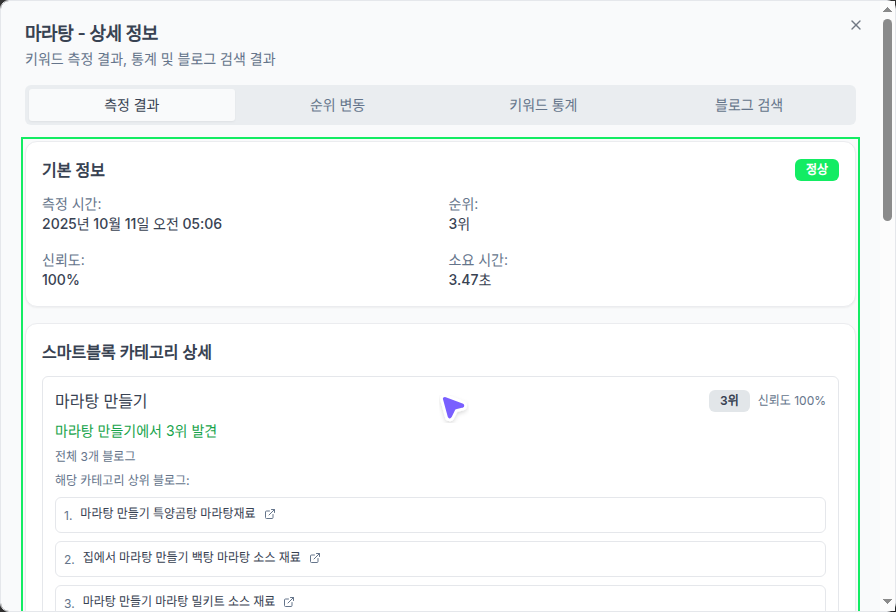 마라탕 - 상세 정보
키워드 측정 결과, 통계 및 블로그 검색 결과
측정 결과
순위 변동
키워드 통계
블로그 검색
기본 정보
정상
측정 시간:
2025년 10월 11일 오전 05:06
순위:
3위
신뢰도:
100%
소요 시간:
3.47초
스마트블록 카테고리 상세
마라탕 만들기
3위
신뢰도 100%
마라탕 만들기에서 3위 발견
전체 3개 블로그
해당 카테고리 상위 블로그:
1. 마라탕 만들기 특양곰탕 마라탕재료
2. 집에서 마라탕 만들기 백탕 마라탕 소스 재료
3. 마라탕 만들기 마라탕 밀키트 소스 재료